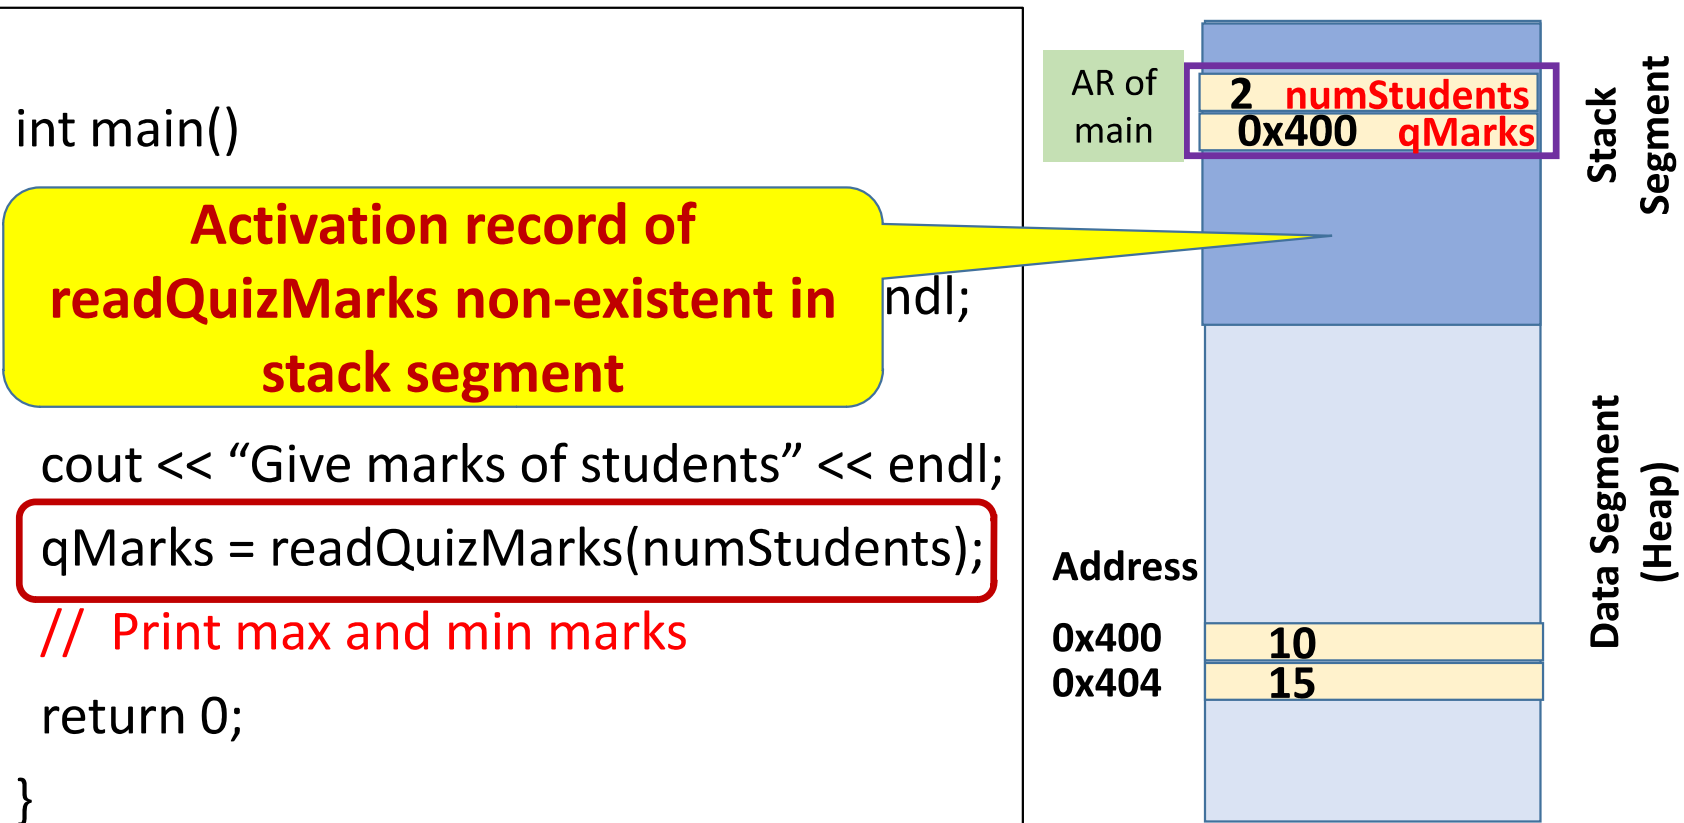 int main()
Activation record of
readQuizMarks non-existent in
stack segment
ndl;
cout << “Give marks of students” << endl;
qMarks = readQuizMarks(numStudents);
// Print max and min marks
return 0;
}
AR of
main
2 numStudents
0x400 qMarks
Stack
Segment
Data Segment
(Heap)
Address
0x400 10
0x404 15